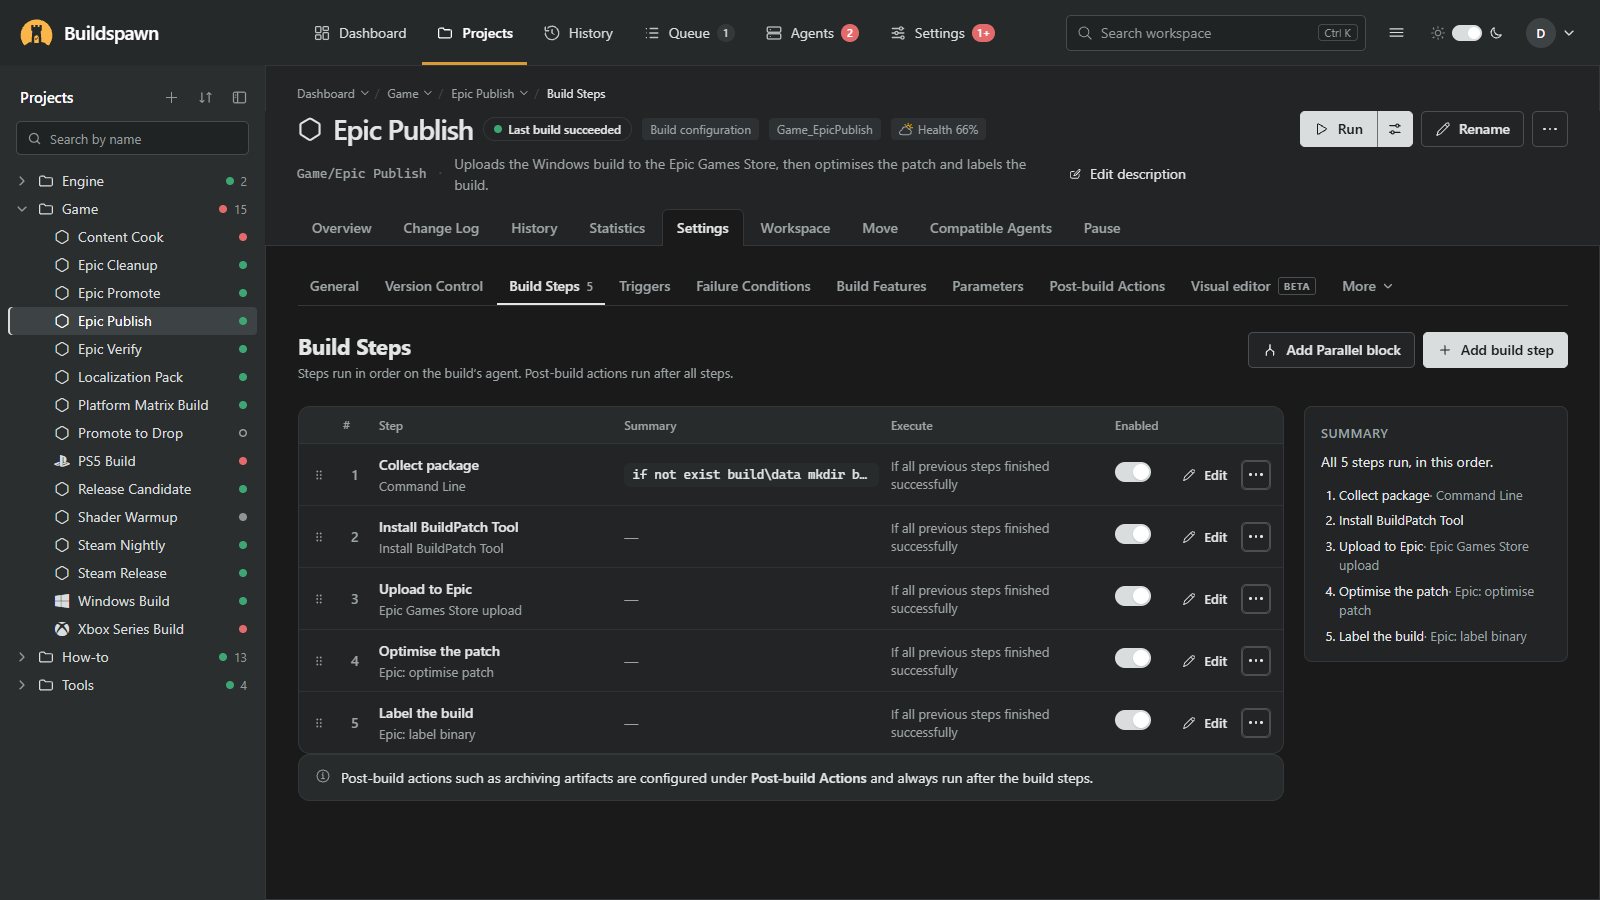 Buildspawn
Dashboard
Projects
History
Queue 1
Agents 2
Settings 1+
Search workspace Ctrl K
D
Projects
Search by name
Engine 2
Game 15
Content Cook
Epic Cleanup
Epic Promote
Epic Publish
Epic Verify
Localization Pack
Platform Matrix Build
Promote to Drop
PS5 Build
Release Candidate
Shader Warmup
Steam Nightly
Steam Release
Windows Build
Xbox Series Build
How-to 13
Tools 4
Dashboard / Game / Epic Publish / Build Steps
Epic Publish
Last build succeeded
Build configuration
Game_EpicPublish
Health 66%
Run
Rename
Game/Epic Publish ·
Uploads the Windows build to the Epic Games Store, then optimises the patch and labels the
build.
Edit description
Overview
Change Log
History
Statistics
Settings
Workspace
Move
Compatible Agents
Pause
General
Version Control
Build Steps 5
Triggers
Failure Conditions
Build Features
Parameters
Post-build Actions
Visual editor BETA
More
Build Steps
Steps run in order on the build's agent. Post-build actions run after all steps.
Add Parallel block
Add build step
# Step Summary Execute Enabled
1
Collect package
Command Line
if not exist build\data mkdir b…
If all previous steps finished
successfully
Edit
2
Install BuildPatch Tool
Install BuildPatch Tool
—
If all previous steps finished
successfully
Edit
3
Upload to Epic
Epic Games Store upload
—
If all previous steps finished
successfully
Edit
4
Optimise the patch
Epic: optimise patch
—
If all previous steps finished
successfully
Edit
5
Label the build
Epic: label binary
—
If all previous steps finished
successfully
Edit
Post-build actions such as archiving artifacts are configured under Post-build Actions and always run after the build steps.
SUMMARY
All 5 steps run, in this order.
1. Collect package· Command Line
2. Install BuildPatch Tool
3. Upload to Epic· Epic Games Store
upload
4. Optimise the patch· Epic: optimise
patch
5. Label the build· Epic: label binary